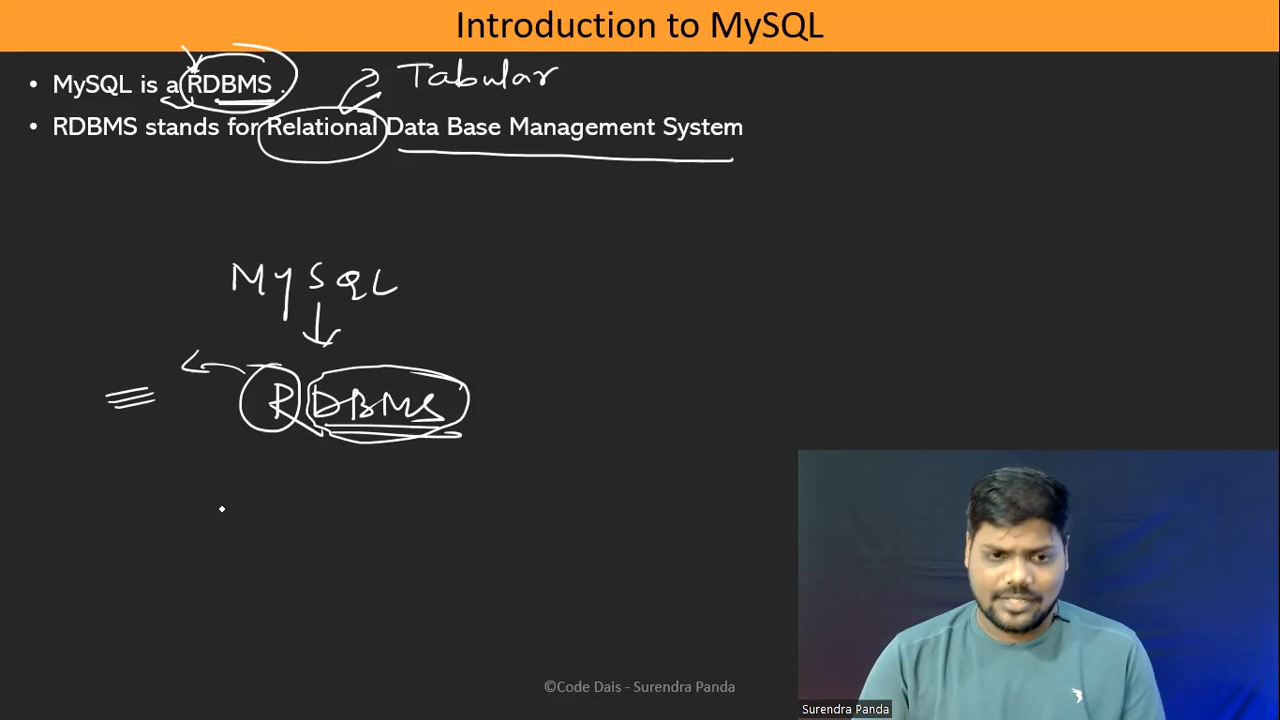 Introduction to MySQL
• MySQL is a RDBMS .
Tabular
• RDBMS stands for Relational Data Base Management System
MySQL
RDBMS
©Code Dais - Surendra Panda
Surendra Panda